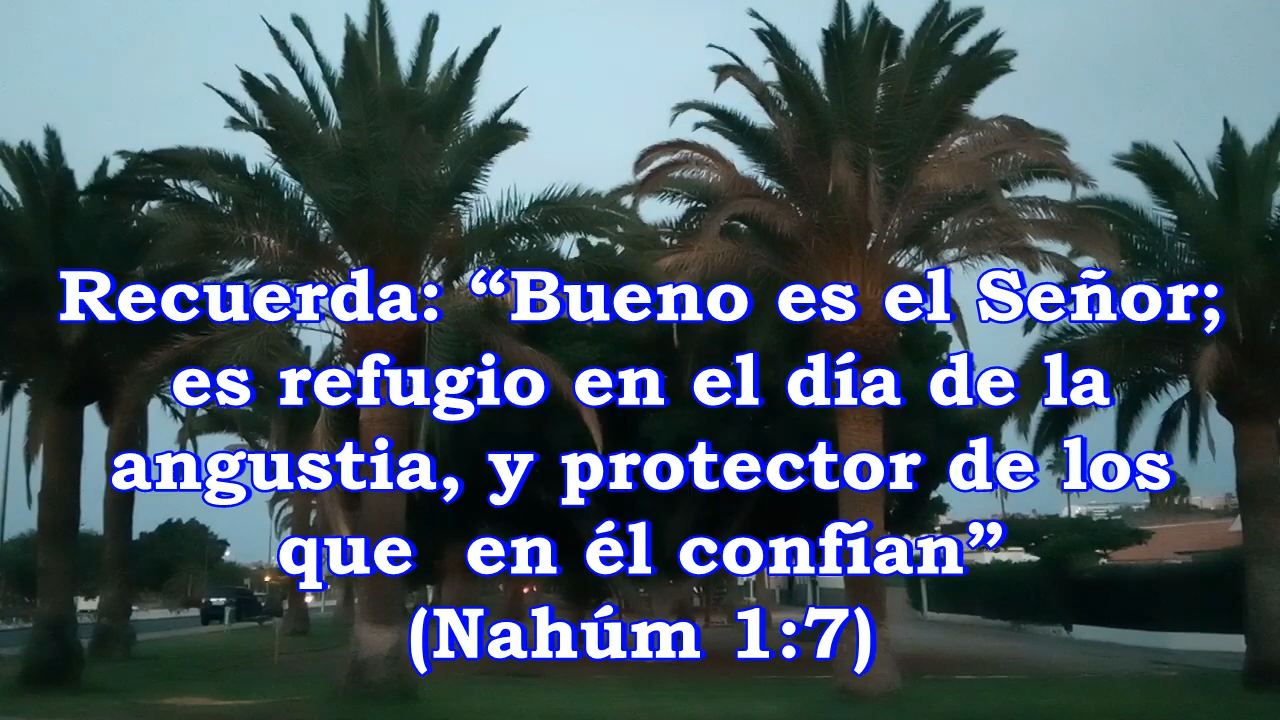 Recuerda: “Bueno es el Señor;
es refugio en el día de la
angustia, y protector de los
que  en él confían”
(Nahúm 1:7)